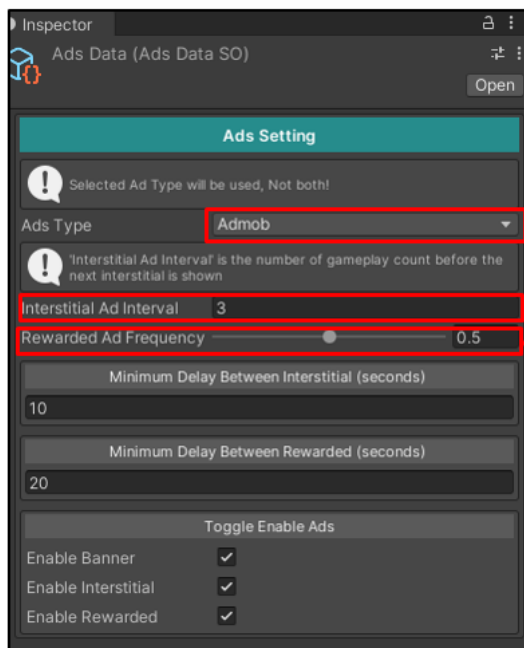 Inspector
Ads Data (Ads Data SO)
Open
Ads Setting
Selected Ad Type will be used, Not both!
Ads Type Admob
'Interstitial Ad Interval' is the number of gameplay count before the
next interstitial is shown
Interstitial Ad Interval 3
Rewarded Ad Frequency 0.5
Minimum Delay Between Interstitial (seconds)
10
Minimum Delay Between Rewarded (seconds)
20
Toggle Enable Ads
Enable Banner
Enable Interstitial
Enable Rewarded